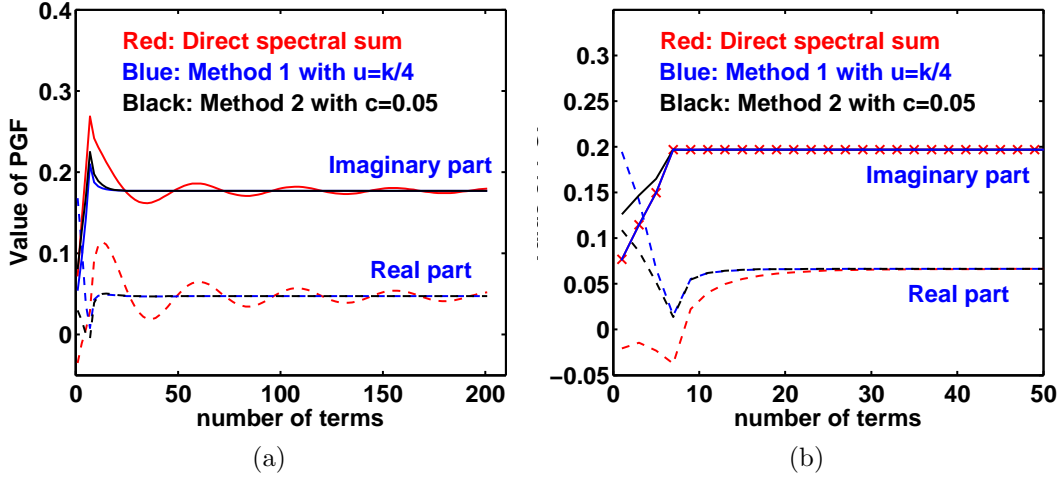 Red: Direct spectral sum
Blue: Method 1 with u=k/4
Black: Method 2 with c=0.05
Imaginary part
Real part
Value of PGF
0.4
0.3
0.2
0.1
0
0 50 100 150 200
number of terms
(a)
Red: Direct spectral sum
Blue: Method 1 with u=k/4
Black: Method 2 with c=0.05
Imaginary part
Real part
0.3
0.25
0.2
0.15
0.1
0.05
0
−0.05
0 10 20 30 40 50
number of terms
(b)